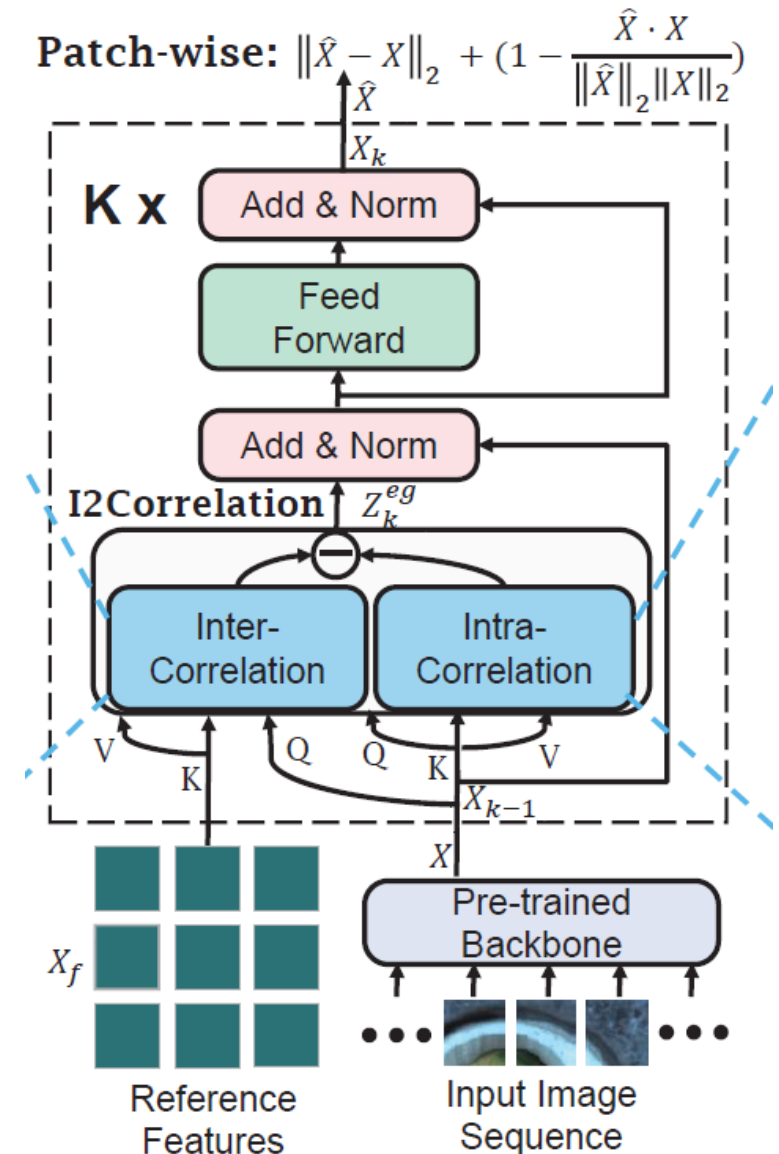 Patch-wise: ‖X̂ − X‖₂ + (1 − X̂ · X / ‖X̂‖₂‖X‖₂)
X̂
X_k
K x
Add & Norm
Feed
Forward
Add & Norm
I2Correlation
Z_k^{eg}
−
Inter-
Correlation
Intra-
Correlation
V
K
Q
Q
K
V
X_{k−1}
X
Pre-trained
Backbone
X_f
Reference
Features
Input Image
Sequence